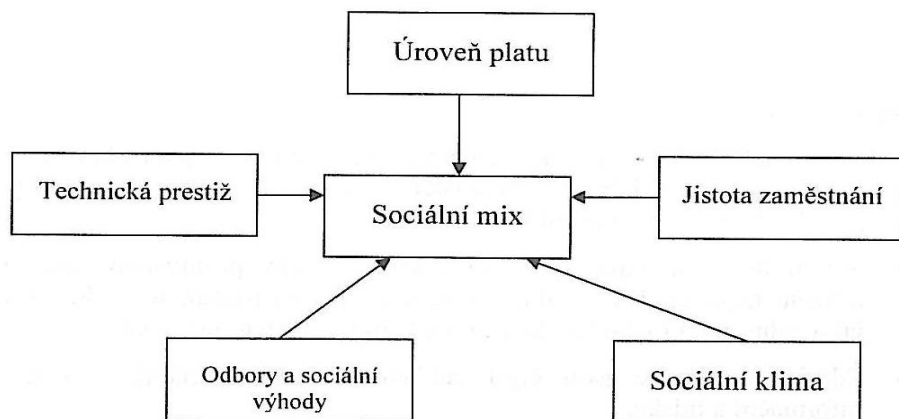 Úroveň platu
Technická prestiž
Sociální mix
Jistota zaměstnání
Odbory a sociální
výhody
Sociální klima